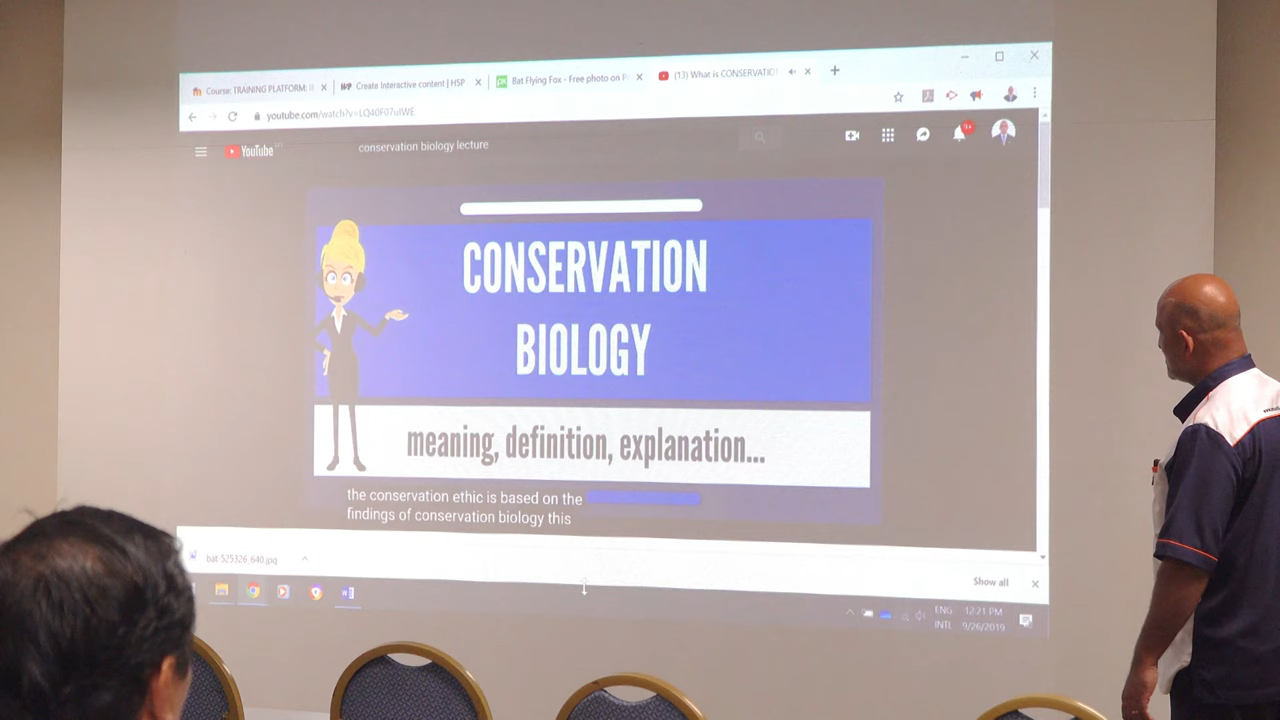 Course: TRAINING PLATFORM:
Create Interactive content | H5P
Bat Flying Fox - Free photo on
(13) What is CONSERVATIO
youtube.com/watch?v=LQ40F07uIWE
YouTube
conservation biology lecture
9+
CONSERVATION
BIOLOGY
meaning, definition, explanation...
the conservation ethic is based on the
findings of conservation biology this
bat-525326_640.jpg
Show all
ENG 12:21 PM
INTL 9/26/2019